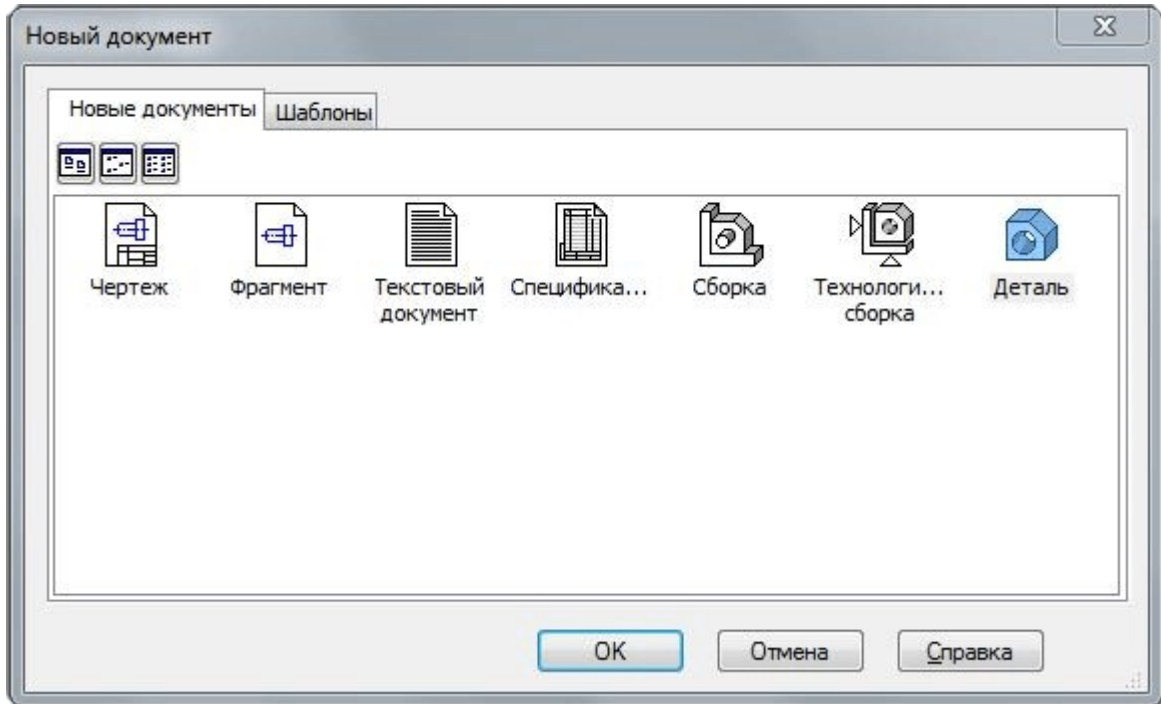 Новый документ
Новые документы
Шаблоны
Чертеж
Фрагмент
Текстовый
документ
Специфика...
Сборка
Технологи...
сборка
Деталь
OK
Отмена
Справка